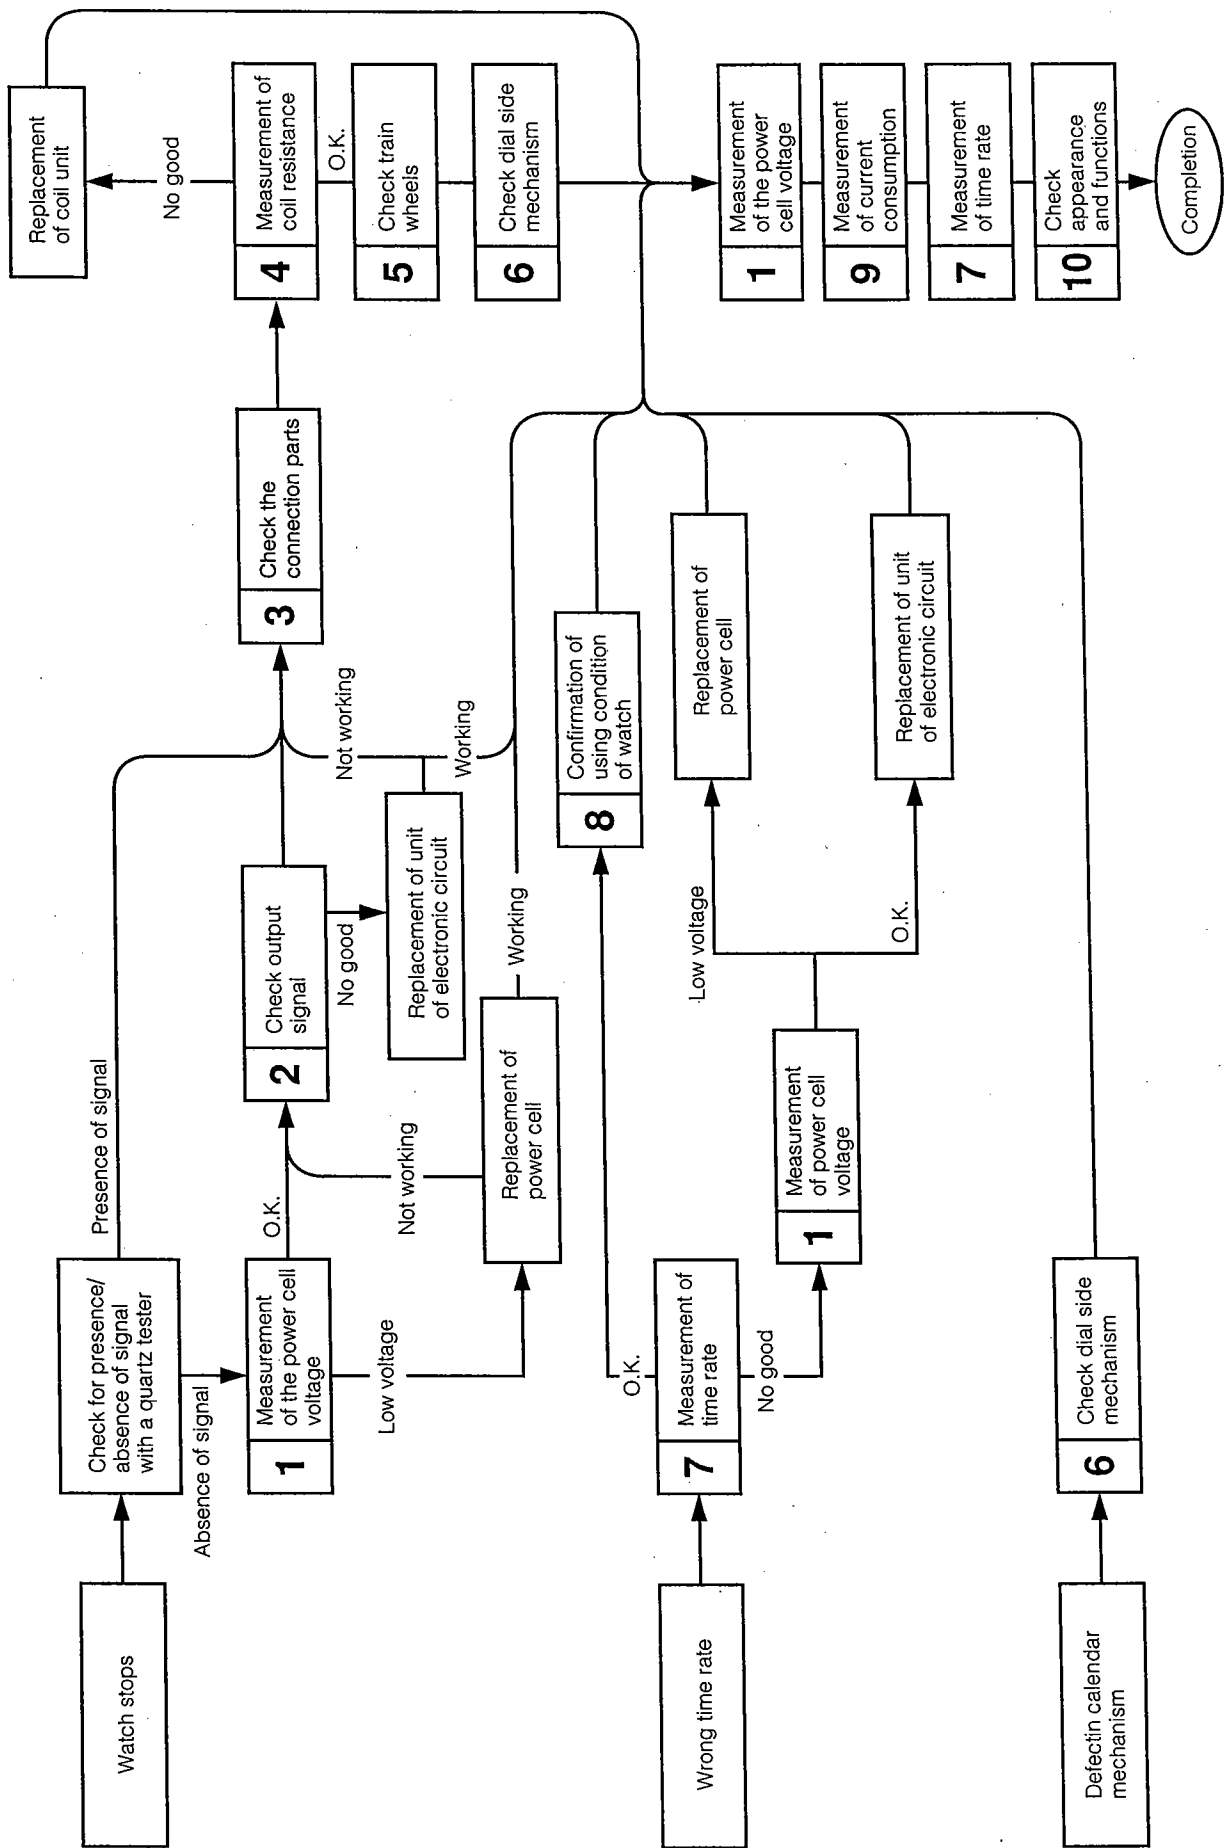 Watch stops
Check for presence/
absence of signal
with a quartz tester
Presence of signal
Absence of signal
1
Measurement
of the power cell
voltage
O.K.
Low voltage
Replacement of
power cell
Not working
Working
2
Check output
signal
No good
Replacement of unit
of electronic circuit
Not working
Working
3
Check the
connection parts
4
Measurement of
coil resistance
No good
Replacement
of coil unit
O.K.
5
Check train
wheels
6
Check dial side
mechanism
Wrong time rate
7
Measurement of
time rate
O.K.
No good
8
Confirmation of
using condition
of watch
1
Measurement
of power cell
voltage
Low voltage
O.K.
Replacement of
power cell
Replacement of unit
of electronic circuit
Defectin calendar
mechanism
6
Check dial side
mechanism
1
Measurement
of the power
cell voltage
9
Measurement
of current
consumption
7
Measurement
of time rate
10
Check
appearance
and functions
Completion